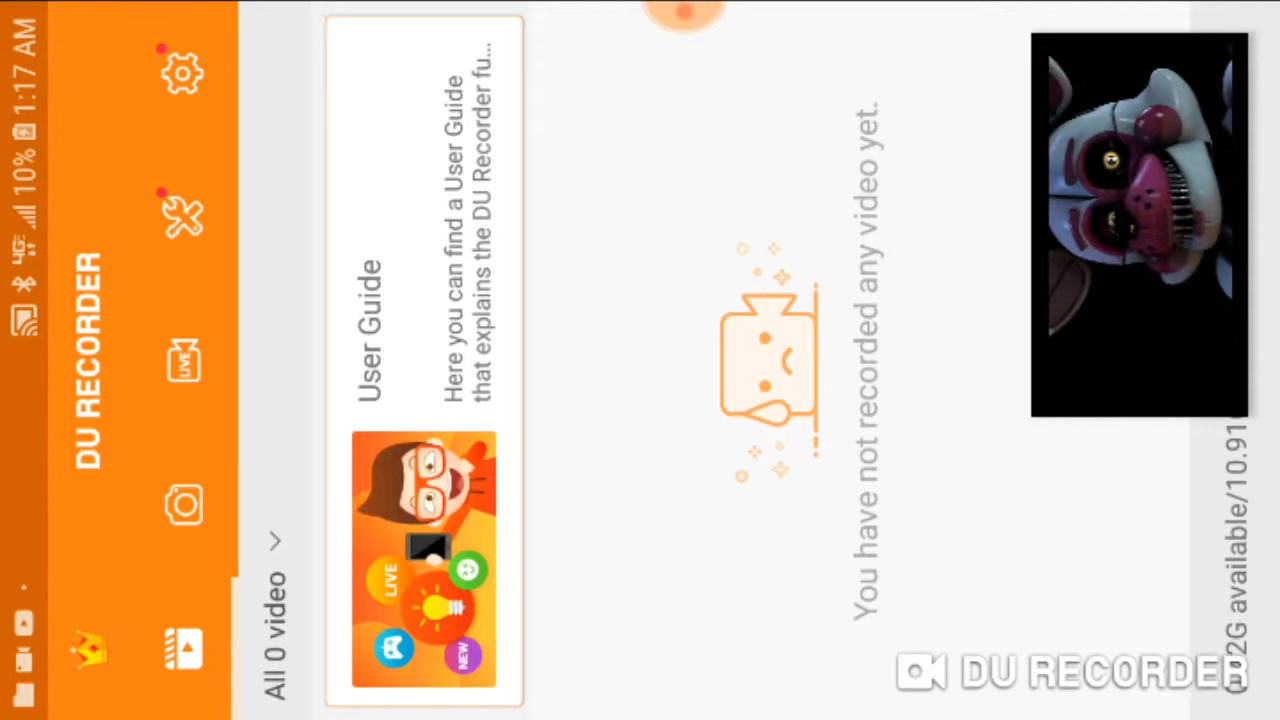 4G 10% 1:17 AM
DU RECORDER
LIVE
All 0 video
User Guide
Here you can find a User Guide
that explains the DU Recorder fu...
LIVE
NEW
You have not recorded any video yet.
2G available/10.91
DU RECORDER